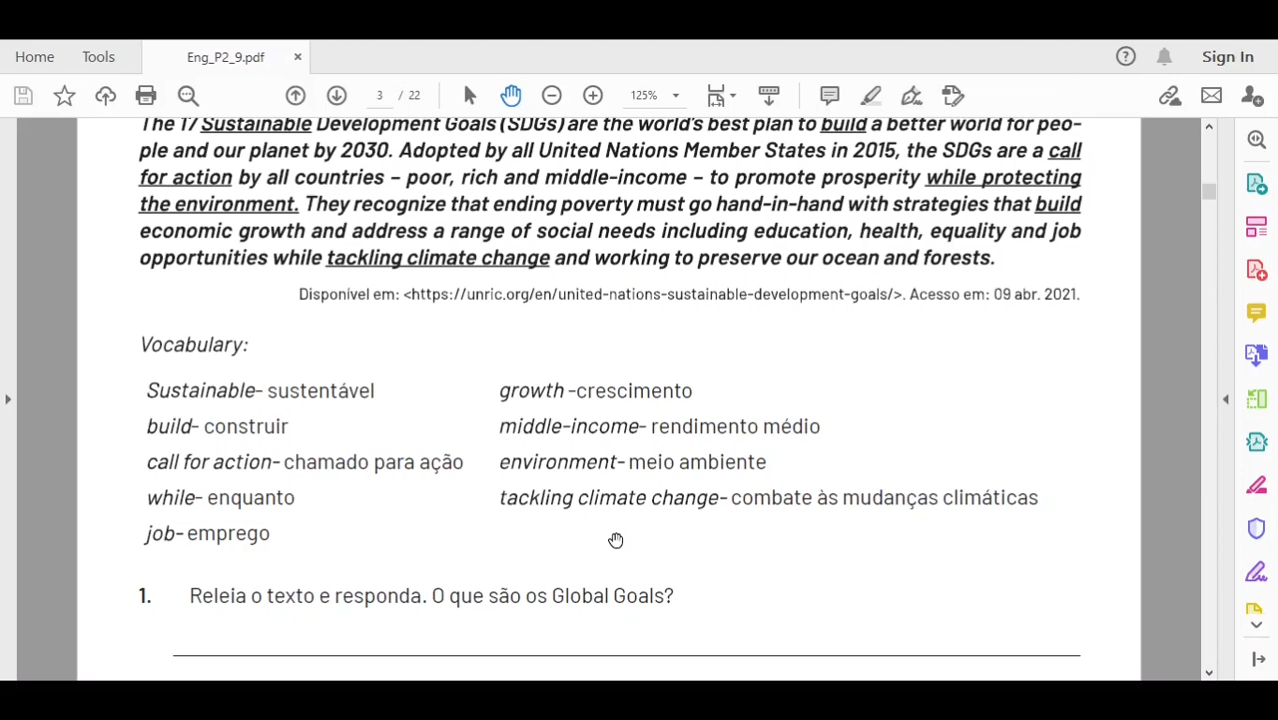 Home Tools Eng_P2_9.pdf × Sign In
3 / 22 125%
The 17 Sustainable Development Goals (SDGs) are the world's best plan to build a better world for peo-
ple and our planet by 2030. Adopted by all United Nations Member States in 2015, the SDGs are a call
for action by all countries – poor, rich and middle-income – to promote prosperity while protecting
the environment. They recognize that ending poverty must go hand-in-hand with strategies that build
economic growth and address a range of social needs including education, health, equality and job
opportunities while tackling climate change and working to preserve our ocean and forests.
Disponível em: <https://unric.org/en/united-nations-sustainable-development-goals/>. Acesso em: 09 abr. 2021.
Vocabulary:
Sustainable- sustentável growth -crescimento
build- construir middle-income- rendimento médio
call for action- chamado para ação environment- meio ambiente
while- enquanto tackling climate change- combate às mudanças climáticas
job- emprego
1. Releia o texto e responda. O que são os Global Goals?